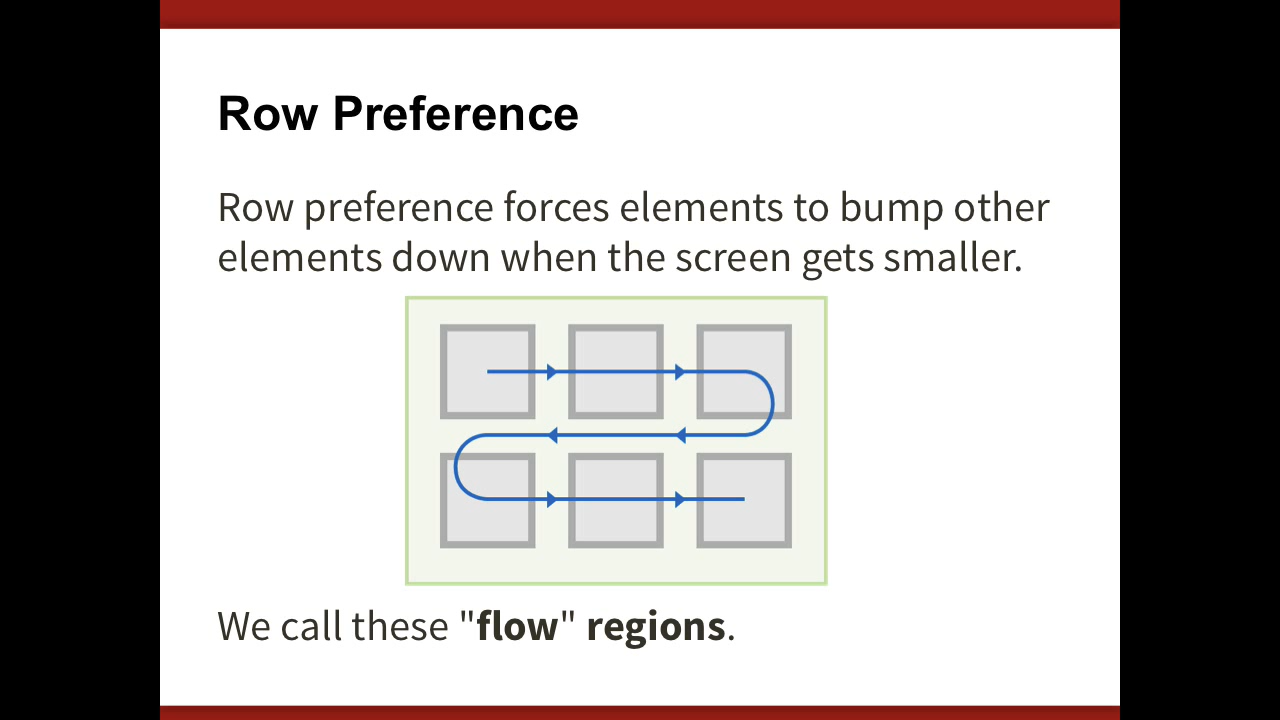 Row Preference
Row preference forces elements to bump other
elements down when the screen gets smaller.
We call these "flow" regions.